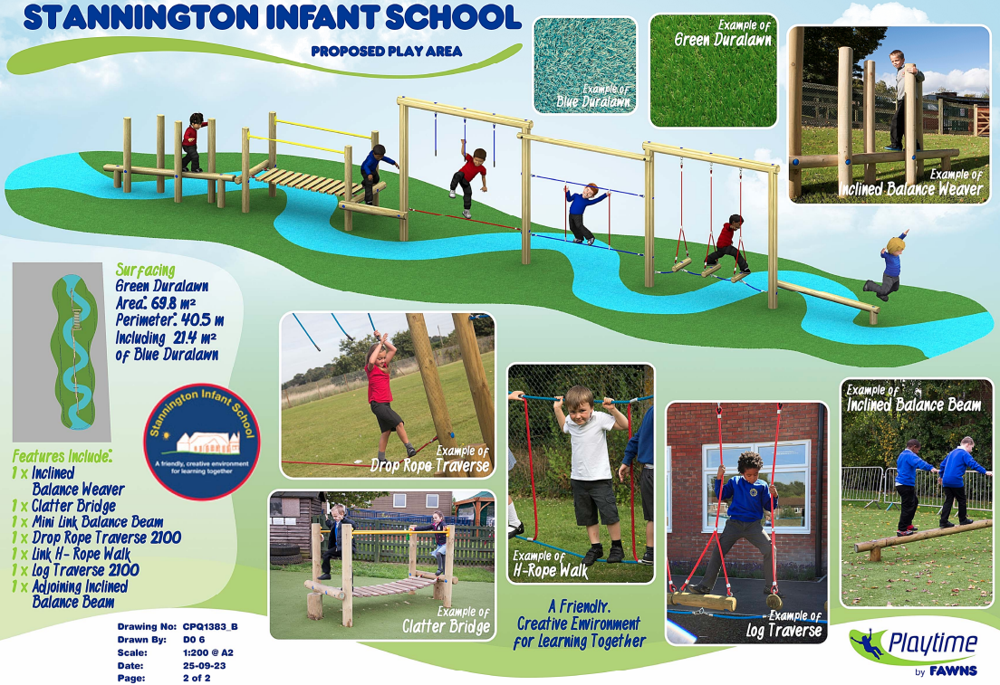 STANNINGTON INFANT SCHOOL
PROPOSED PLAY AREA
Example of
Blue Duralawn
Example of
Green Duralawn
Example of
Inclined Balance Weaver
Surfacing
Green Duralawn
Area: 69.8 m²
Perimeter: 40.5 m
Including 21.4 m²
of Blue Duralawn
Stannington Infant School
A friendly, creative environment
for learning together
Features Include:
1 x Inclined
Balance Weaver
1 x Clatter Bridge
1 x Mini Link Balance Beam
1 x Drop Rope Traverse 2100
1 x Link H- Rope Walk
1 x Log Traverse 2100
1 x Adjoining Inclined
Balance Beam
Example of
Drop Rope Traverse
Example of
Clatter Bridge
Example of
H-Rope Walk
Example of
Log Traverse
Example of
Inclined Balance Beam
A Friendly.
Creative Environment
for Learning Together
Drawing No: CPQ1383_B
Drawn By: D0 6
Scale: 1:200 @ A2
Date: 25-09-23
Page: 2 of 2
Playtime
by FAWNS